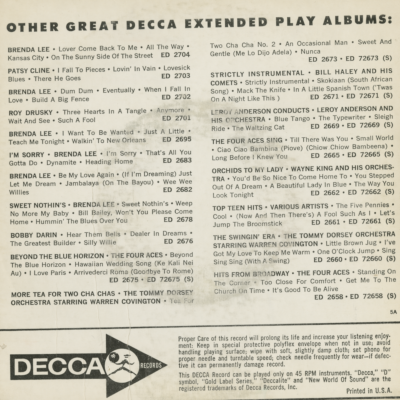 OTHER GREAT DECCA EXTENDED PLAY ALBUMS:
BRENDA LEE • Lover Come Back To Me • All The Way •
Kansas City • On The Sunny Side Of The Street ED 2704
PATSY CLINE • I Fall To Pieces • Lovin' In Vain • Lovesick
Blues • There He Goes ED 2703
BRENDA LEE • Dum Dum • Eventually • When I Fall In
Love • Build A Big Fence ED 2702
ROY DRUSKY • Three Hearts In A Tangle • Anymore •
Wait And See • Such A Fool ED 2701
BRENDA LEE • I Want To Be Wanted • Just A Little •
Teach Me Tonight • Walkin' To New Orleans ED 2695
I'M SORRY • BRENDA LEE • I'm Sorry • That's All You
Gotta Do • Dynamite • Heading Home ED 2683
BRENDA LEE • Be My Love Again • (If I'm Dreaming) Just
Let Me Dream • Jambalaya (On The Bayou) • Wee Wee
Willies ED 2682
SWEET NOTHIN'S • BRENDA LEE • Sweet Nothin's • Weep
No More My Baby • Bill Bailey, Won't You Please Come
Home • Hummin' The Blues Over You ED 2678
BOBBY DARIN • Hear Them Bells • Dealer In Dreams •
The Greatest Builder • Silly Willie ED 2676
BEYOND THE BLUE HORIZON • THE FOUR ACES • Beyond
The Blue Horizon • Hawaiian Wedding Song (Ke Kali Nei
Au) • I Love Paris • Arrivederci Roma (Goodbye To Rome)
ED 2675 • ED 72675 (S)
MORE TEA FOR TWO CHA CHAS • THE TOMMY DORSEY
ORCHESTRA STARRING WARREN COVINGTON • Tea For
Two Cha Cha No. 2 • An Occasional Man • Sweet And
Gentle (Me Lo Dijo Adela) • Nunca
ED 2673 • ED 72673 (S)
STRICTLY INSTRUMENTAL • BILL HALEY AND HIS
COMETS • Strictly Instrumental • Skokiaan (South African
Song) • Mack The Knife • In A Little Spanish Town ('Twas
On A Night Like This) ED 2671 • ED 72671 (S)
LEROY ANDERSON CONDUCTS • LEROY ANDERSON AND
HIS ORCHESTRA • Blue Tango • The Typewriter • Sleigh
Ride • The Waltzing Cat ED 2669 • ED 72669 (S)
THE FOUR ACES SING • Till There Was You • Small World
• Ciao Ciao Bambina (Piove) (Chiow Chiow Bambeena) •
Long Before I Knew You ED 2665 • ED 72665 (S)
ORCHIDS TO MY LADY • WAYNE KING AND HIS ORCHES-
TRA • You'd Be So Nice To Come Home To • You Stepped
Out Of A Dream • A Beautiful Lady In Blue • The Way You
Look Tonight ED 2662 • ED 72662 (S)
TOP TEEN HITS • VARIOUS ARTISTS • The Five Pennies •
Cool • (Now And Then There's) A Fool Such As I • Let's
Jump The Broomstick ED 2661 • ED 72661 (S)
THE SWINGIN' ERA • THE TOMMY DORSEY ORCHESTRA
STARRING WARREN COVINGTON • Little Brown Jug • I've
Got My Love To Keep Me Warm • One O'Clock Jump • Sing
Sing Sing (With A Swing) ED 2660 • ED 72660 (S)
HITS FROM BROADWAY • THE FOUR ACES • Standing On
The Corner • Too Close For Comfort • Get Me To The
Church On Time • It's Good To Be Alive
ED 2658 • ED 72658 (S)
5A
DECCA RECORDS
Proper Care of this record will prolong its life and increase your listening enjoy-
ment: Keep in special protective polyflex envelope when not in use; avoid
handling playing surface; wipe with soft, slightly damp cloth; set phono for
proper needle and turntable speed; check needle frequently for wear—if defec-
tive it can permanently damage record.
This DECCA Record can be played only on 45 RPM instruments, "Decca," "D"
symbol, "Gold Label Series," "Deccalite" and "New World Of Sound" are the
registered trademarks of Decca Records, Inc. Printed in U.S.A.